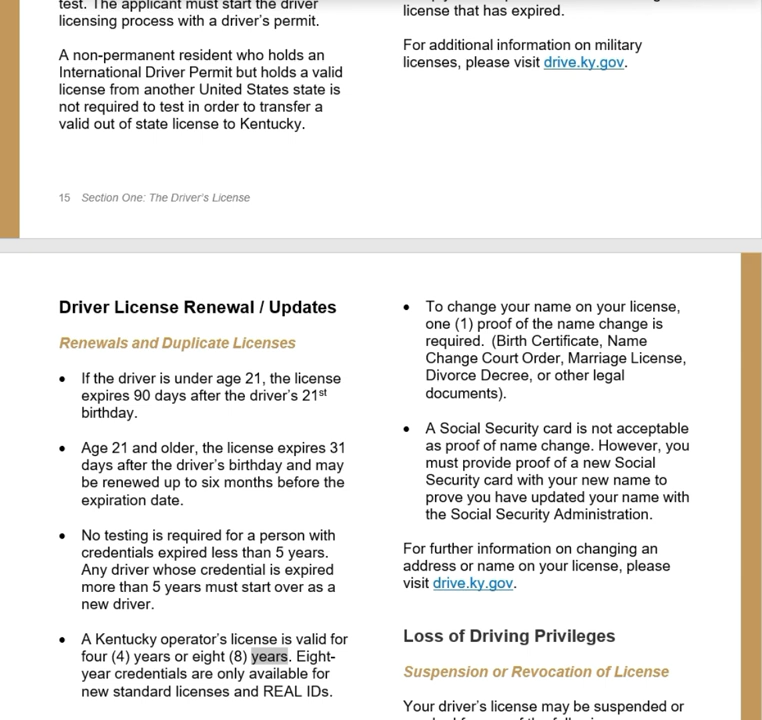 test. The applicant must start the driver
licensing process with a driver's permit.
A non-permanent resident who holds an
International Driver Permit but holds a valid
license from another United States state is
not required to test in order to transfer a
valid out of state license to Kentucky.
license that has expired.
For additional information on military
licenses, please visit drive.ky.gov.
15 Section One: The Driver's License
Driver License Renewal / Updates
Renewals and Duplicate Licenses
• If the driver is under age 21, the license
expires 90 days after the driver's 21st
birthday.
• Age 21 and older, the license expires 31
days after the driver's birthday and may
be renewed up to six months before the
expiration date.
• No testing is required for a person with
credentials expired less than 5 years.
Any driver whose credential is expired
more than 5 years must start over as a
new driver.
• A Kentucky operator's license is valid for
four (4) years or eight (8) years. Eight-
year credentials are only available for
new standard licenses and REAL IDs.
• To change your name on your license,
one (1) proof of the name change is
required. (Birth Certificate, Name
Change Court Order, Marriage License,
Divorce Decree, or other legal
documents).
• A Social Security card is not acceptable
as proof of name change. However, you
must provide proof of a new Social
Security card with your new name to
prove you have updated your name with
the Social Security Administration.
For further information on changing an
address or name on your license, please
visit drive.ky.gov.
Loss of Driving Privileges
Suspension or Revocation of License
Your driver's license may be suspended or